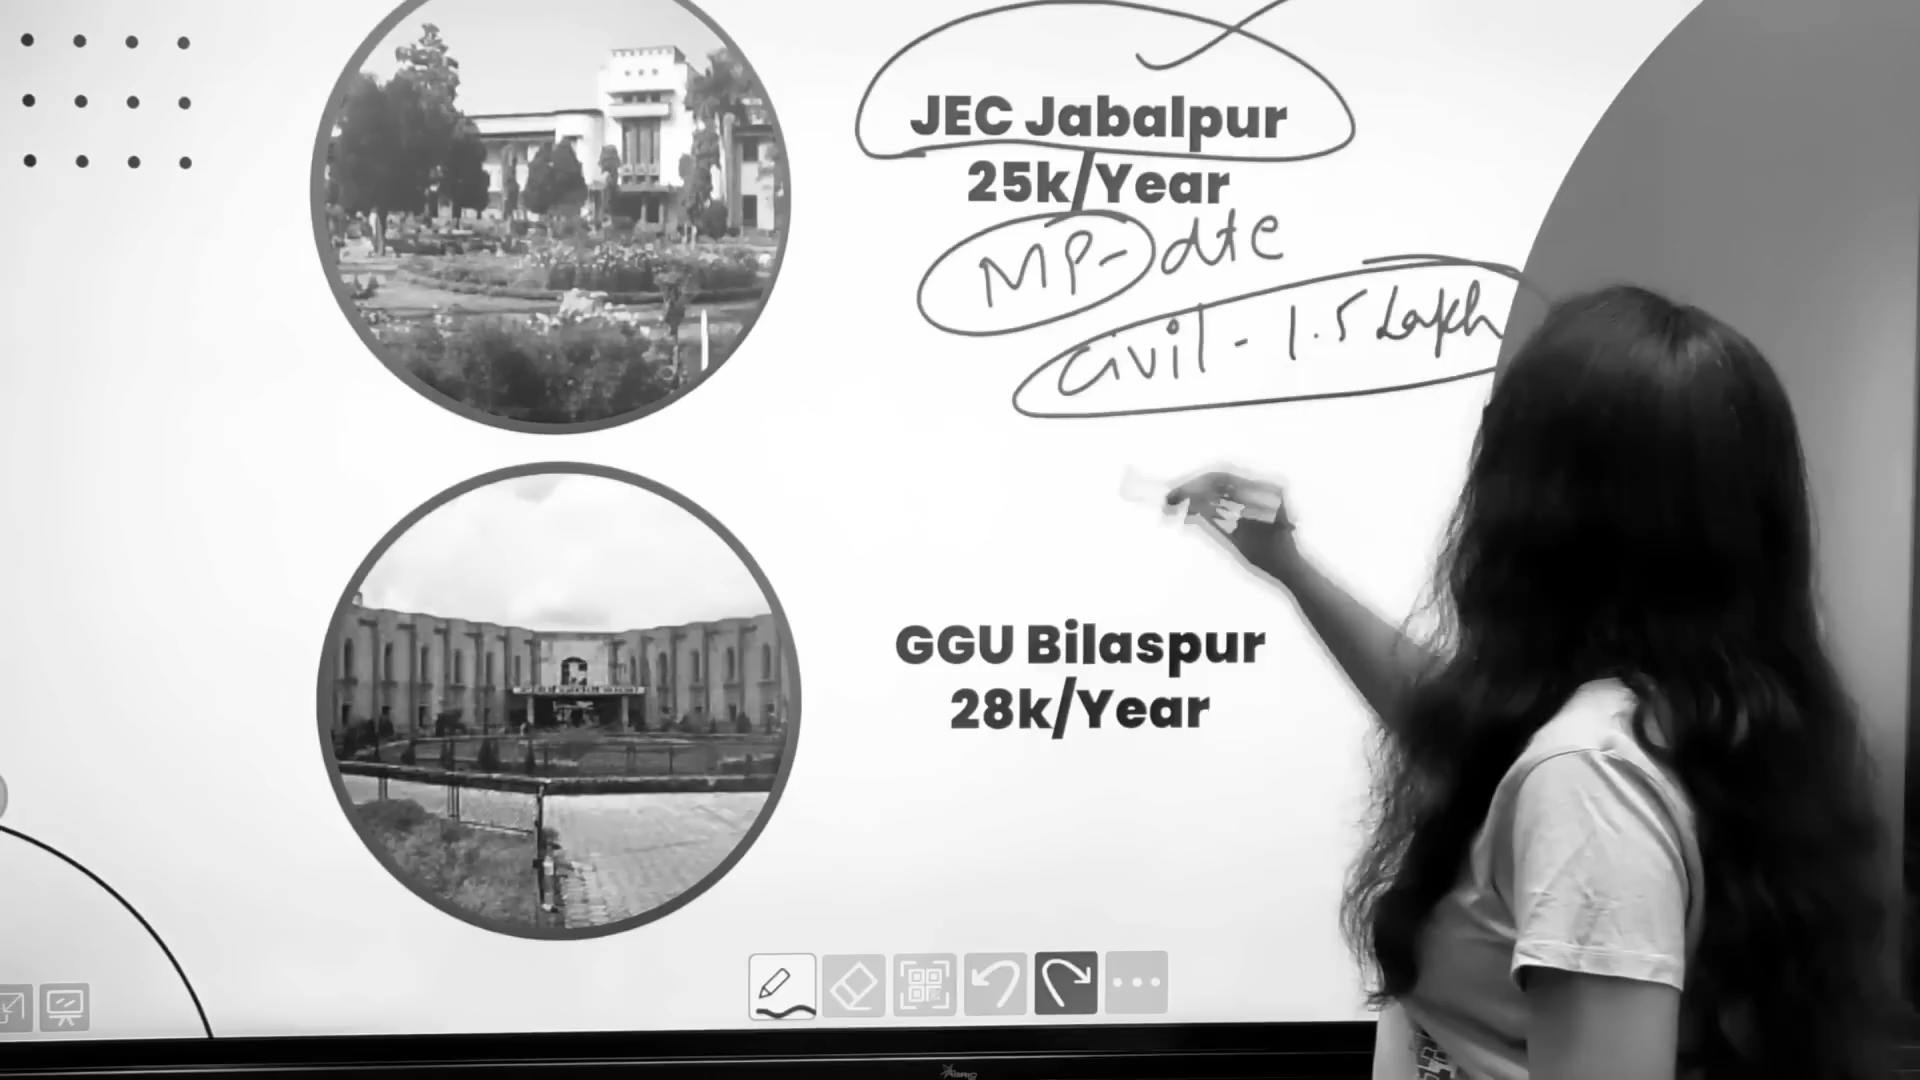 JEC Jabalpur
25k/Year
MP- dte
Civil - 1.5 Lakh
GGU Bilaspur
28k/Year